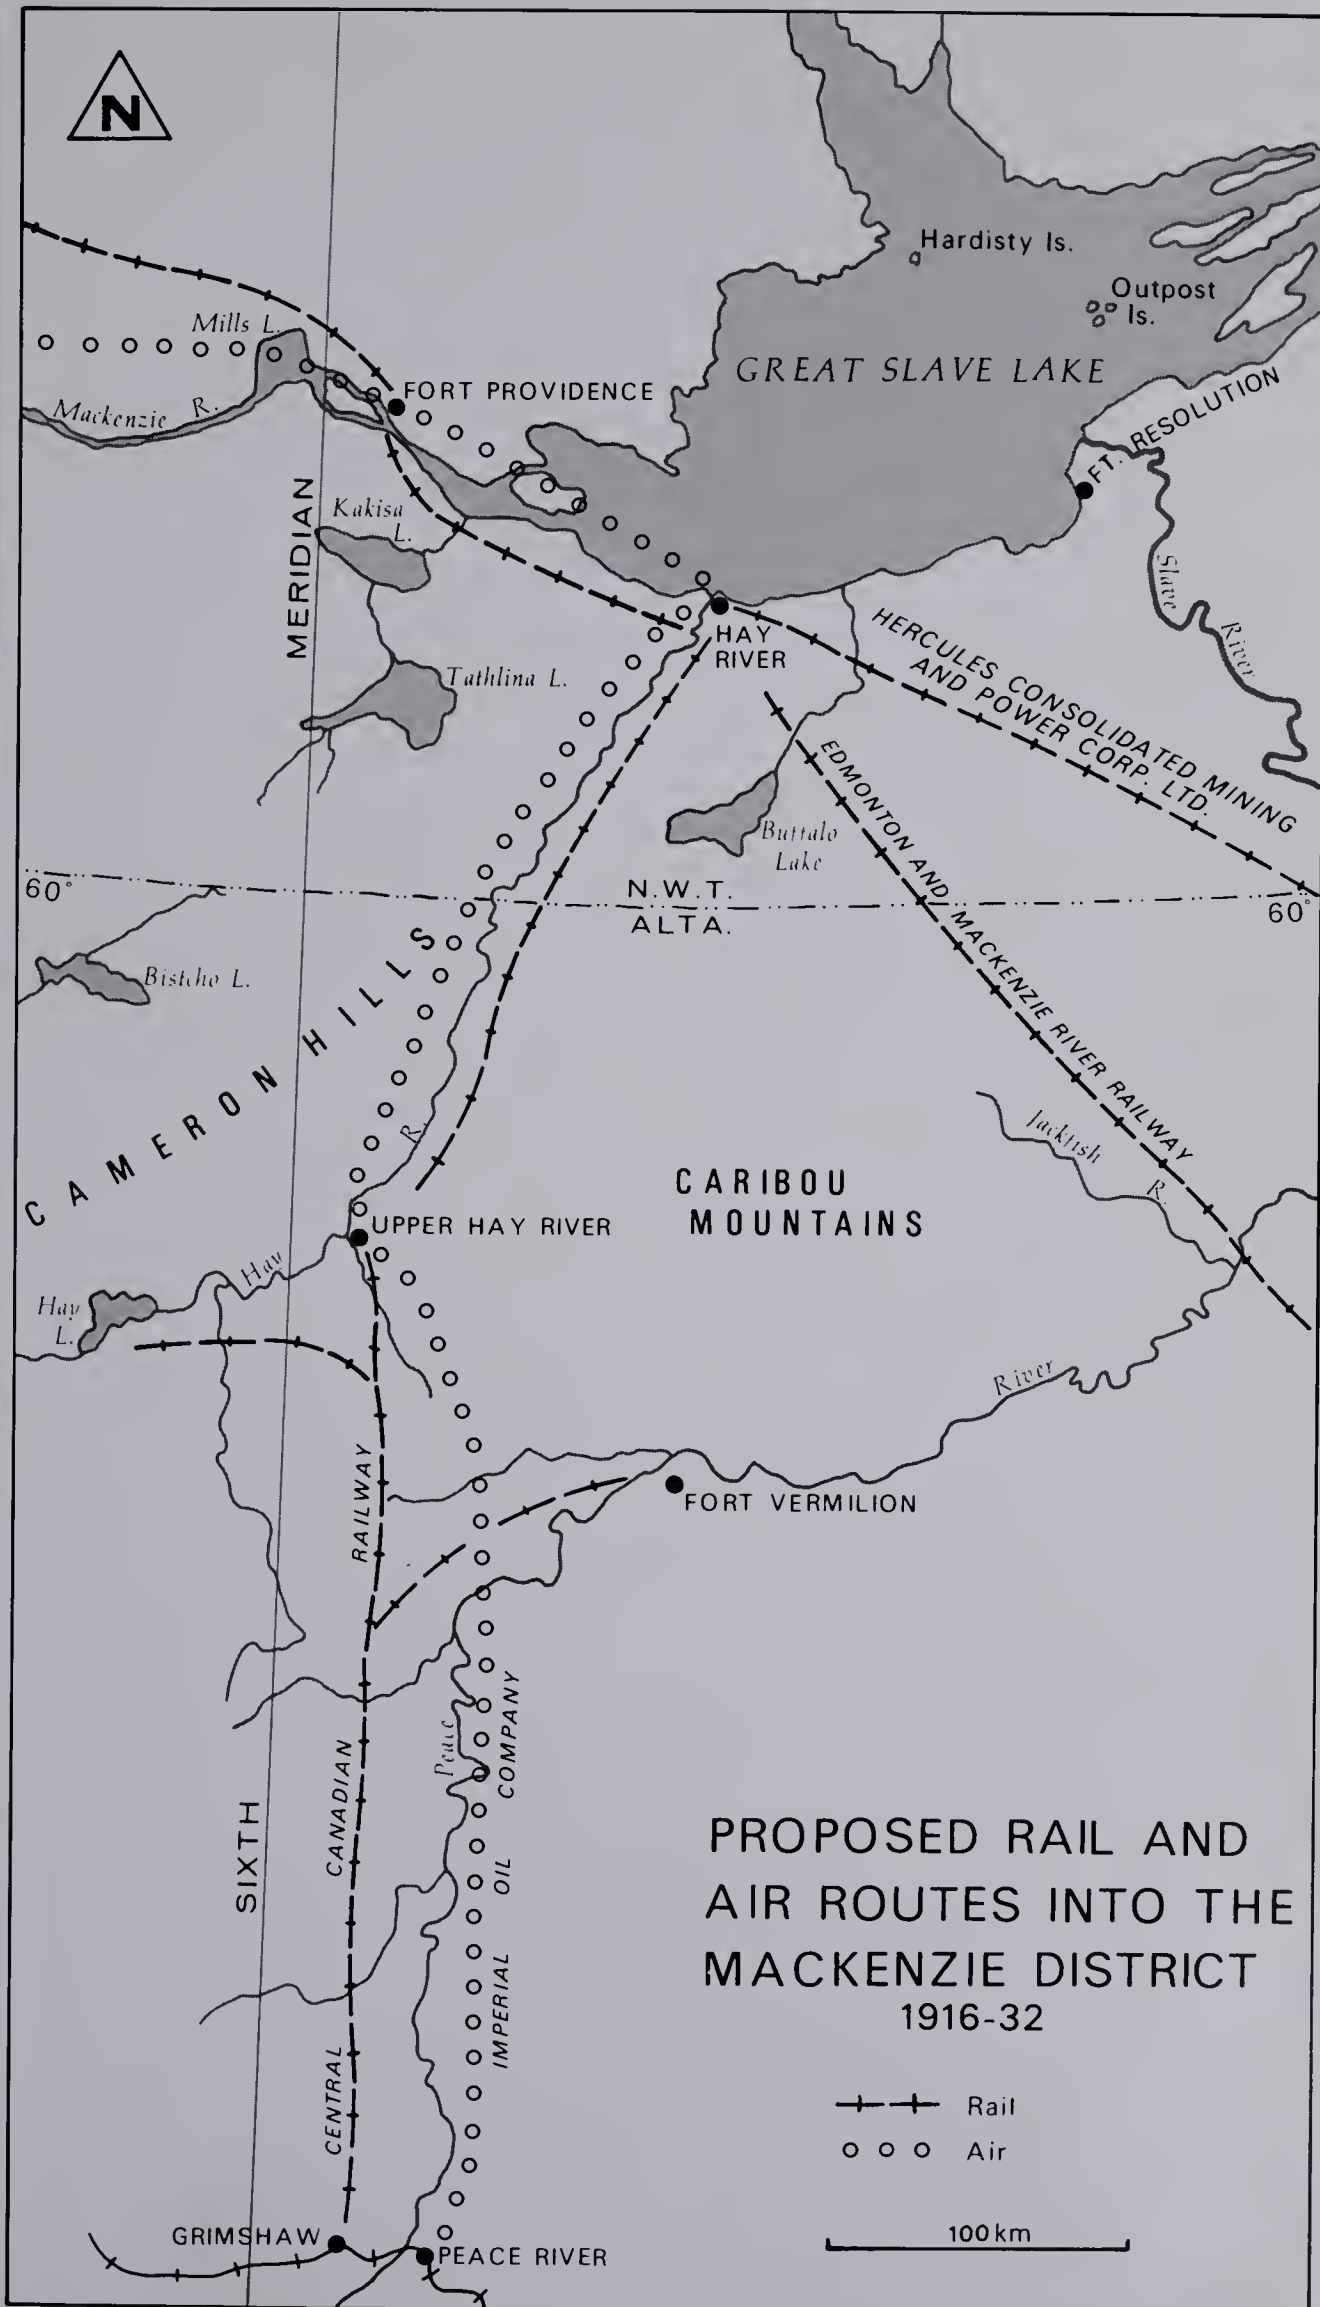 N
Hardisty Is.
Outpost
Is.
Mills L.
GREAT SLAVE LAKE
FORT PROVIDENCE
Mackenzie R.
FT. RESOLUTION
MERIDIAN
Kakisa
L.
Slave
River
HAY
RIVER
HERCULES CONSOLIDATED MINING
AND POWER CORP. LTD.
Tathlina L.
EDMONTON AND MACKENZIE RIVER RAILWAY
Buffalo
Lake
60°
N.W.T.
ALTA.
60°
Bistcho L.
CAMERON HILLS
R.
Jackfish
R.
CARIBOU
MOUNTAINS
UPPER HAY RIVER
Hay
Hay
L.
River
RAILWAY
FORT VERMILION
Peace
COMPANY
CANADIAN
SIXTH
OIL
IMPERIAL
CENTRAL
PROPOSED RAIL AND
AIR ROUTES INTO THE
MACKENZIE DISTRICT
1916-32
Rail
Air
100km
GRIMSHAW
PEACE RIVER